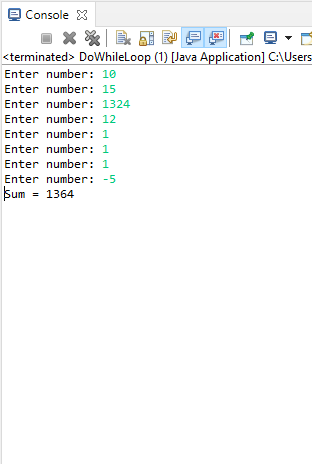 Console
<terminated> DoWhileLoop (1) [Java Application] C:\Users
Enter number: 10
Enter number: 15
Enter number: 1324
Enter number: 12
Enter number: 1
Enter number: 1
Enter number: 1
Enter number: -5
Sum = 1364